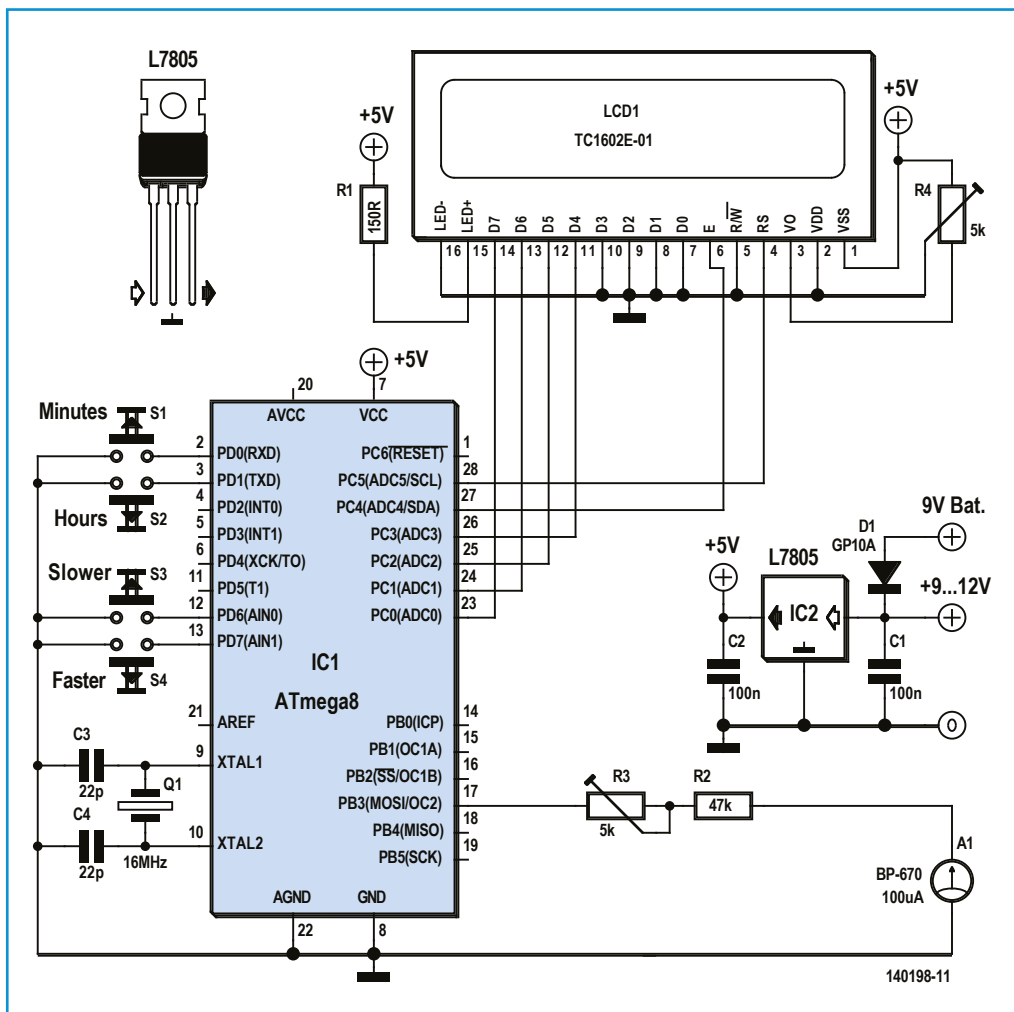 L7805
+5V
R1
150R
LCD1
TC1602E-01
LED-
LED+
D7
D6
D5
D4
D3
D2
D1
D0
E
R/W
RS
VO
VDD
VSS
16
15
14
13
12
11
10
9
8
7
6
5
4
3
2
1
+5V
R4
5k
+5V
20
7
AVCC
VCC
Minutes
S1
S2
Hours
Slower
S3
S4
Faster
2
PD0(RXD)
3
PD1(TXD)
4
PD2(INT0)
5
PD3(INT1)
6
PD4(XCK/TO)
11
PD5(T1)
12
PD6(AIN0)
13
PD7(AIN1)
21
AREF
9
XTAL1
10
XTAL2
PC6(RESET)
1
PC5(ADC5/SCL)
28
PC4(ADC4/SDA)
27
PC3(ADC3)
26
PC2(ADC2)
25
PC1(ADC1)
24
PC0(ADC0)
23
IC1
ATmega8
PB0(ICP)
14
PB1(OC1A)
15
PB2(SS/OC1B)
16
PB3(MOSI/OC2)
17
PB4(MISO)
18
PB5(SCK)
19
AGND
GND
22
8
C3
22p
C4
22p
Q1
16MHz
9V Bat.
D1
GP10A
+5V
L7805
IC2
+9...12V
C2
100n
C1
100n
0
R3
5k
R2
47k
A1
BP-670
100uA
140198-11